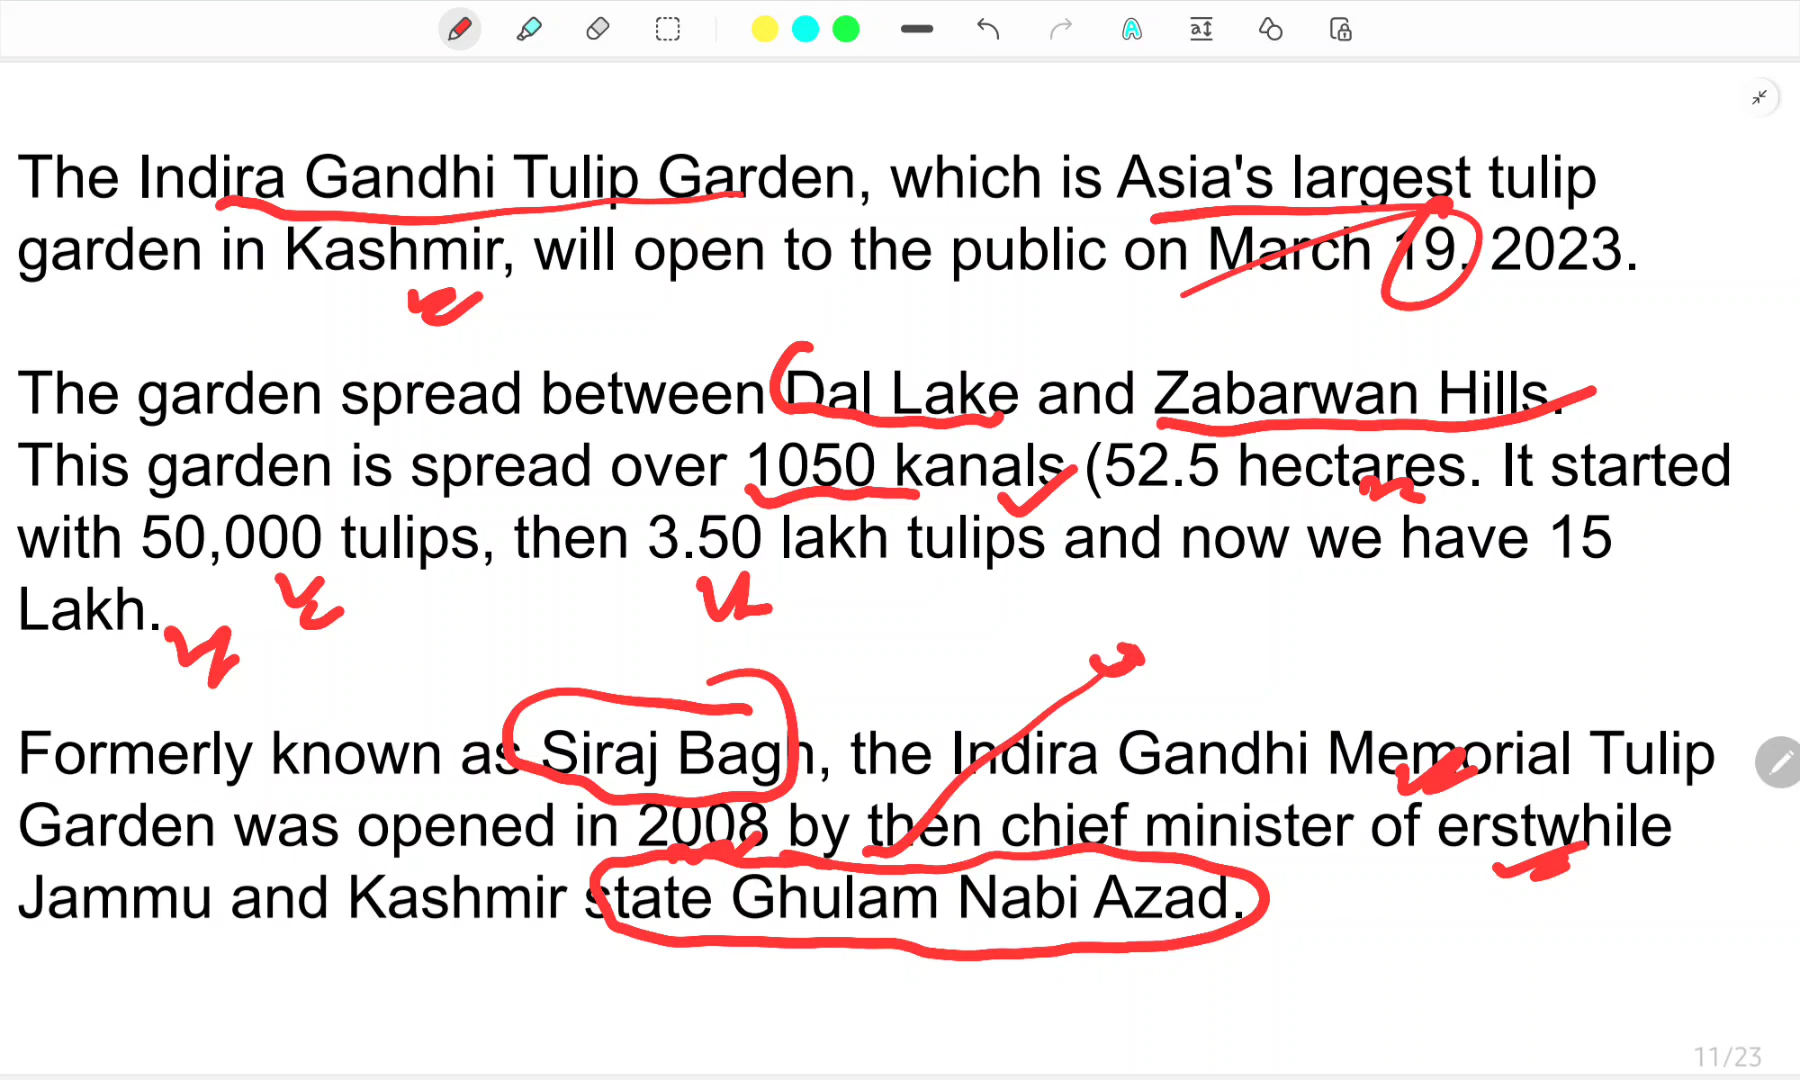 The Indira Gandhi Tulip Garden, which is Asia's largest tulip
garden in Kashmir, will open to the public on March 19, 2023.
The garden spread between Dal Lake and Zabarwan Hills.
This garden is spread over 1050 kanals (52.5 hectares. It started
with 50,000 tulips, then 3.50 lakh tulips and now we have 15
Lakh.
Formerly known as Siraj Bagh, the Indira Gandhi Memorial Tulip
Garden was opened in 2008 by then chief minister of erstwhile
Jammu and Kashmir state Ghulam Nabi Azad.
11/23